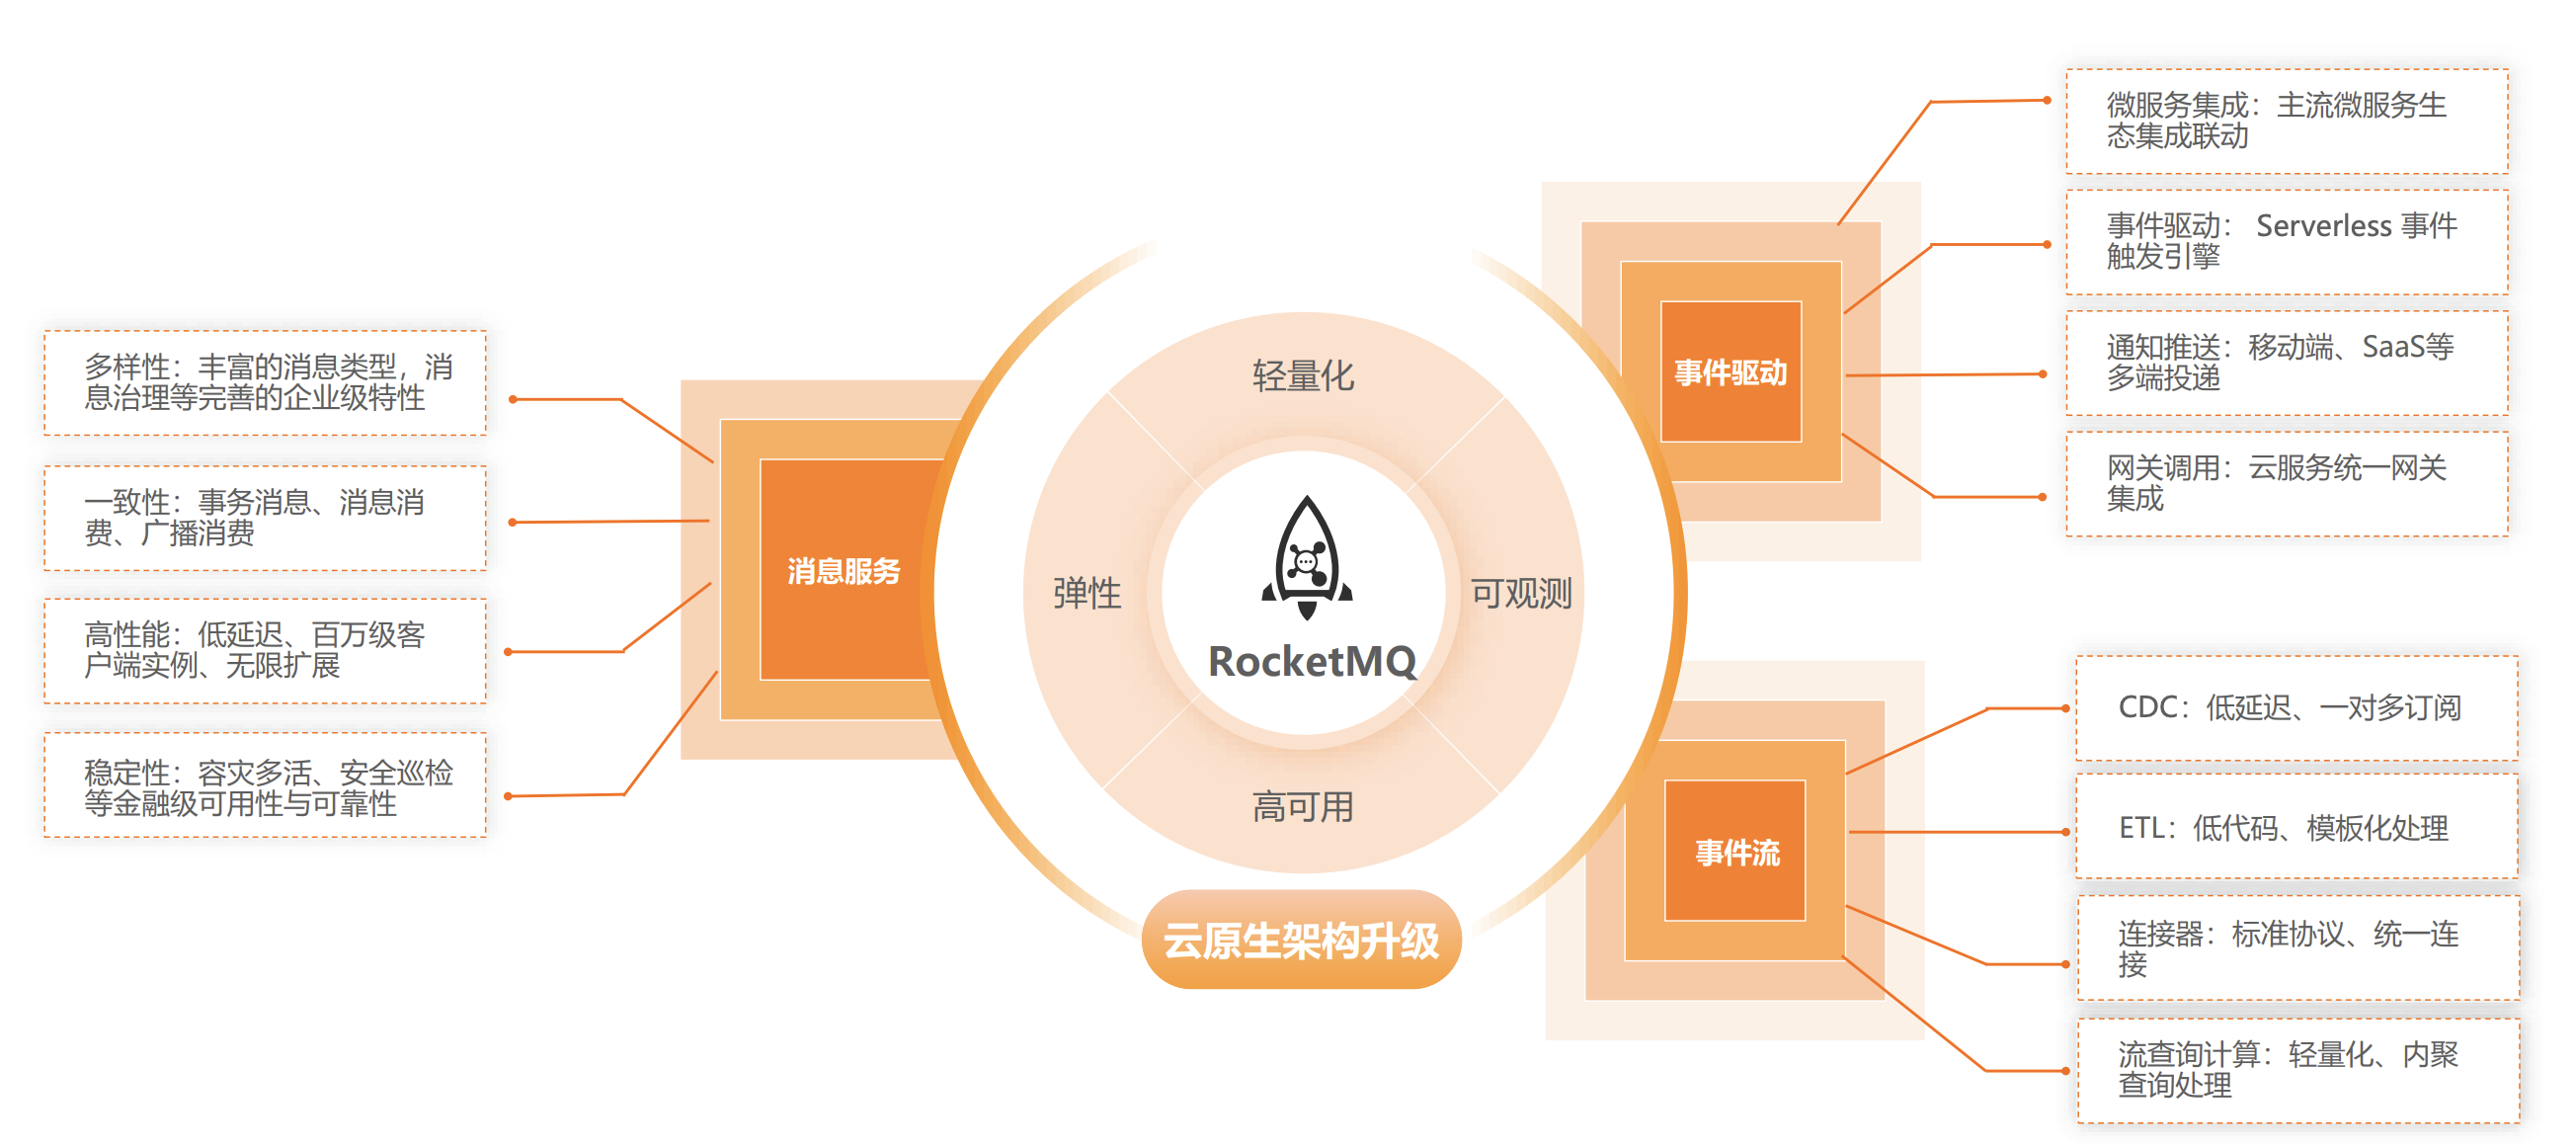 多样性：丰富的消息类型，消
息治理等完善的企业级特性
一致性：事务消息、消息消
费、广播消费
高性能：低延迟、百万级客
户端实例、无限扩展
稳定性：容灾多活、安全巡检
等金融级可用性与可靠性
消息服务
轻量化
弹性
可观测
高可用
RocketMQ
云原生架构升级
事件驱动
微服务集成：主流微服务生
态集成联动
事件驱动： Serverless 事件
触发引擎
通知推送：移动端、SaaS等
多端投递
网关调用：云服务统一网关
集成
事件流
CDC：低延迟、一对多订阅
ETL：低代码、模板化处理
连接器：标准协议、统一连
接
流查询计算：轻量化、内聚
查询处理